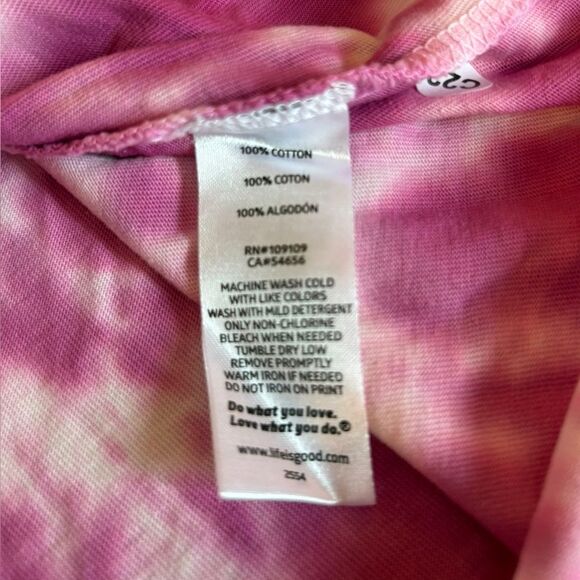 100% COTTON
100% COTON
100% ALGODÓN
RN#109109
CA#54656
MACHINE WASH COLD
WITH LIKE COLORS
WASH WITH MILD DETERGENT
ONLY NON-CHLORINE
BLEACH WHEN NEEDED
TUMBLE DRY LOW
REMOVE PROMPTLY
WARM IRON IF NEEDED
DO NOT IRON ON PRINT
Do what you love.
Love what you do.®
www.lifeisgood.com
2554